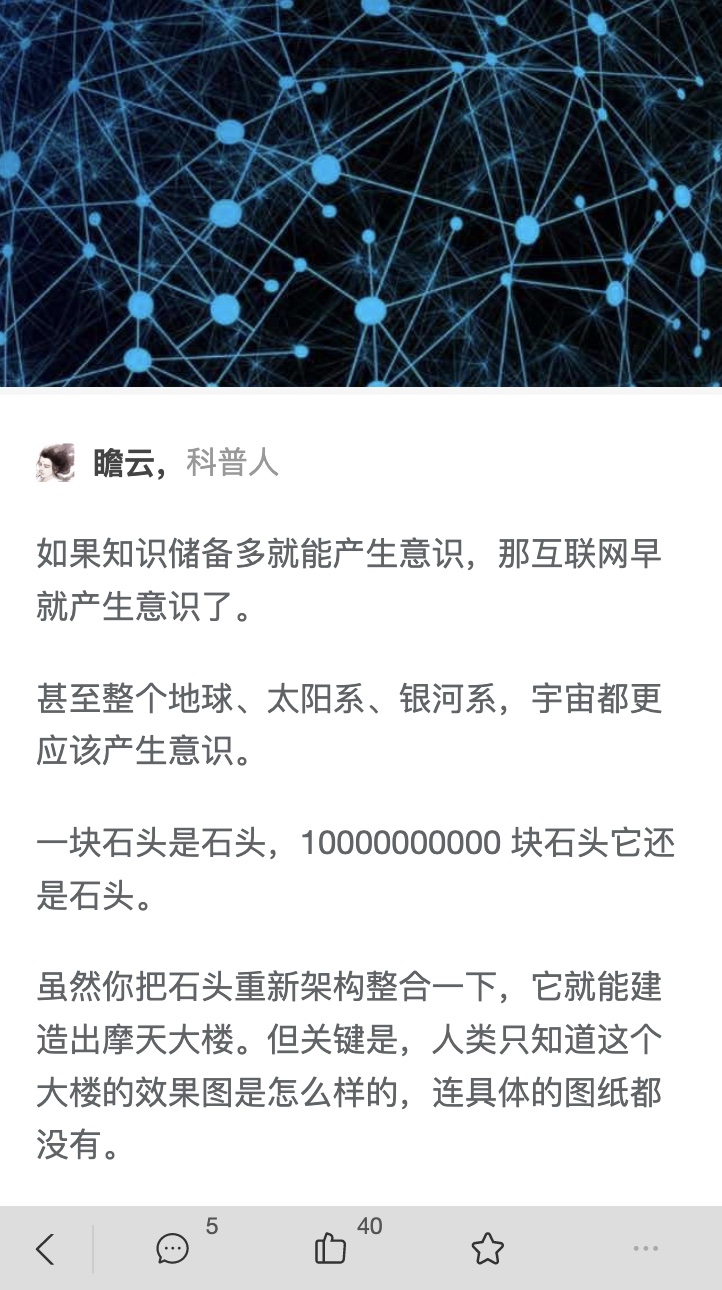 瞻云，科普人
如果知识储备多就能产生意识，那互联网早
就产生意识了。
甚至整个地球、太阳系、银河系，宇宙都更
应该产生意识。
一块石头是石头，10000000000 块石头它还
是石头。
虽然你把石头重新架构整合一下，它就能建
造出摩天大楼。但关键是，人类只知道这个
大楼的效果图是怎么样的，连具体的图纸都
没有。
5
40